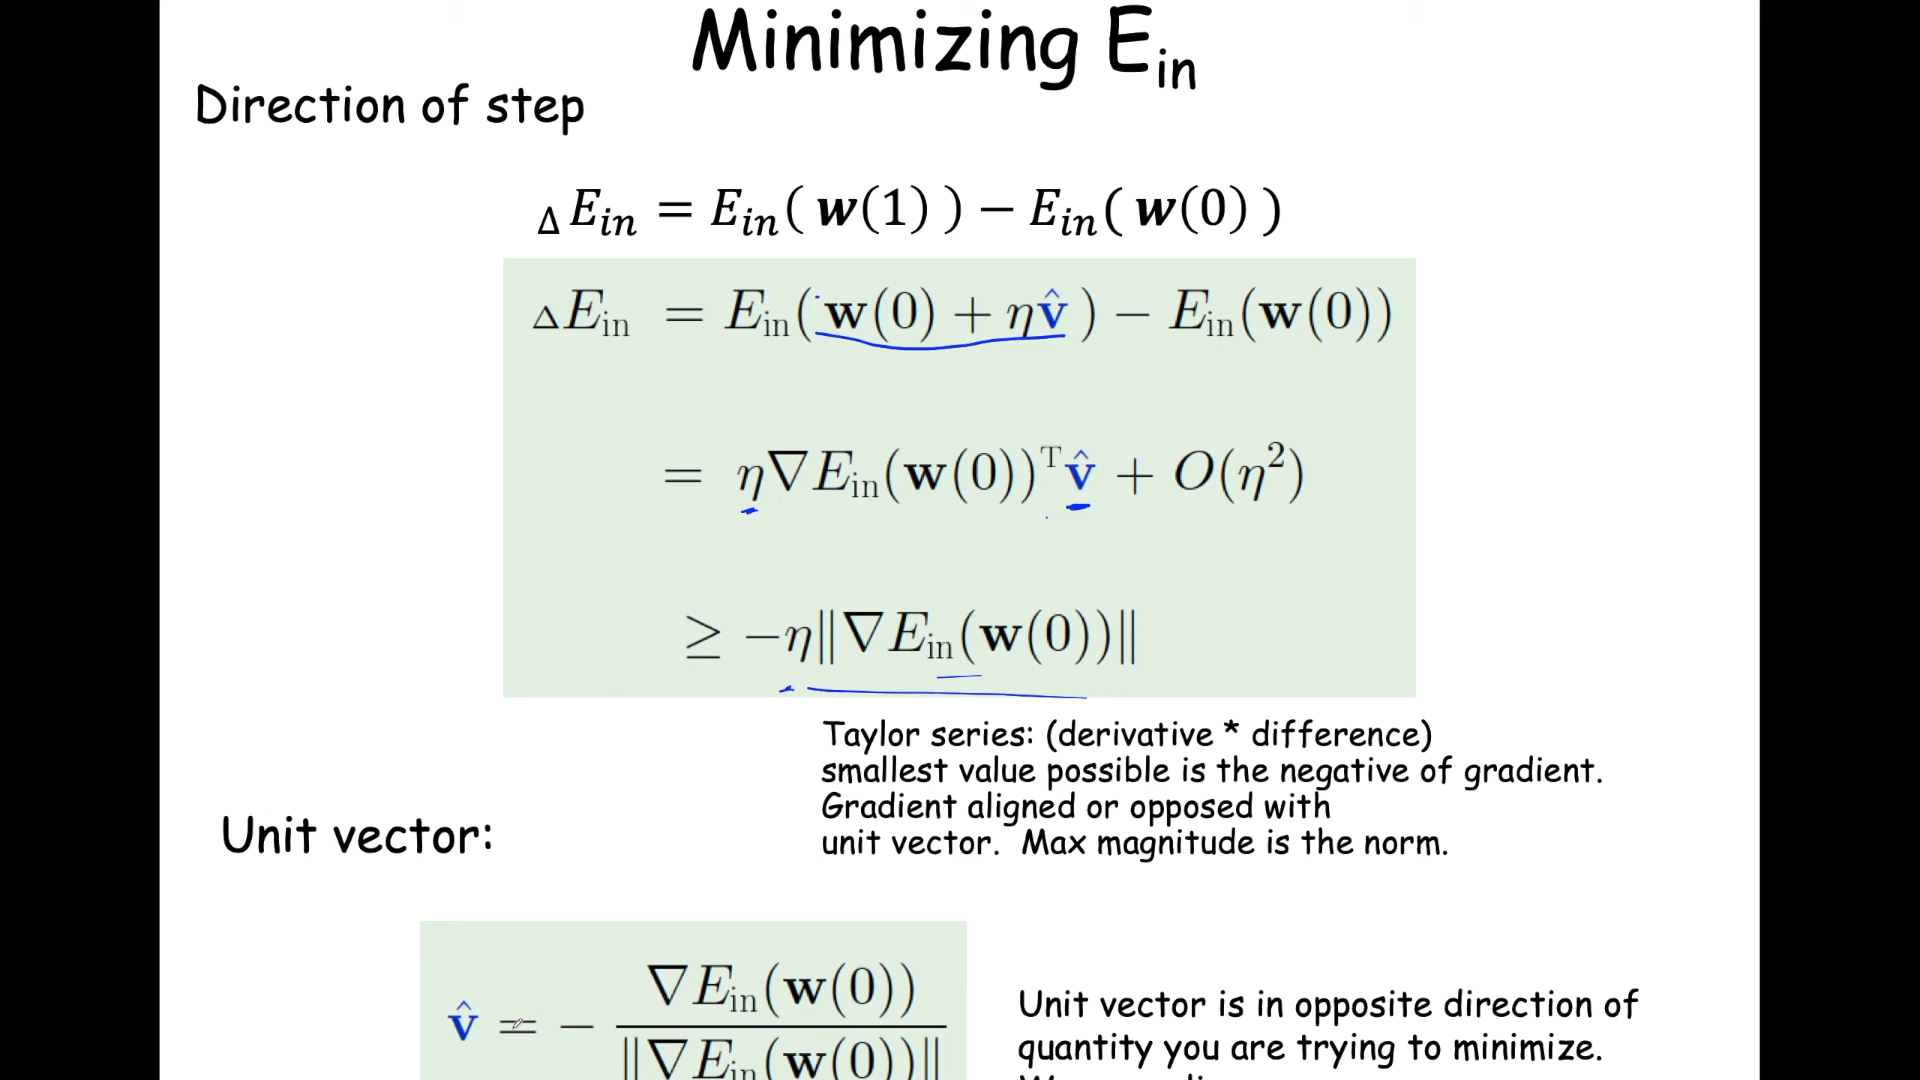 Minimizing E_in
Direction of step
Δ E_in = E_in( w(1) ) − E_in( w(0) )
ΔE_in = E_in( w(0) + ηv̂ ) − E_in(w(0))
= η∇E_in(w(0))ᵀv̂ + O(η²)
≥ −η‖∇E_in(w(0))‖
Taylor series: (derivative * difference)
smallest value possible is the negative of gradient.
Gradient aligned or opposed with
unit vector. Max magnitude is the norm.
Unit vector:
v̂ = − ∇E_in(w(0))
‖∇E_in(w(0))‖
Unit vector is in opposite direction of
quantity you are trying to minimize.